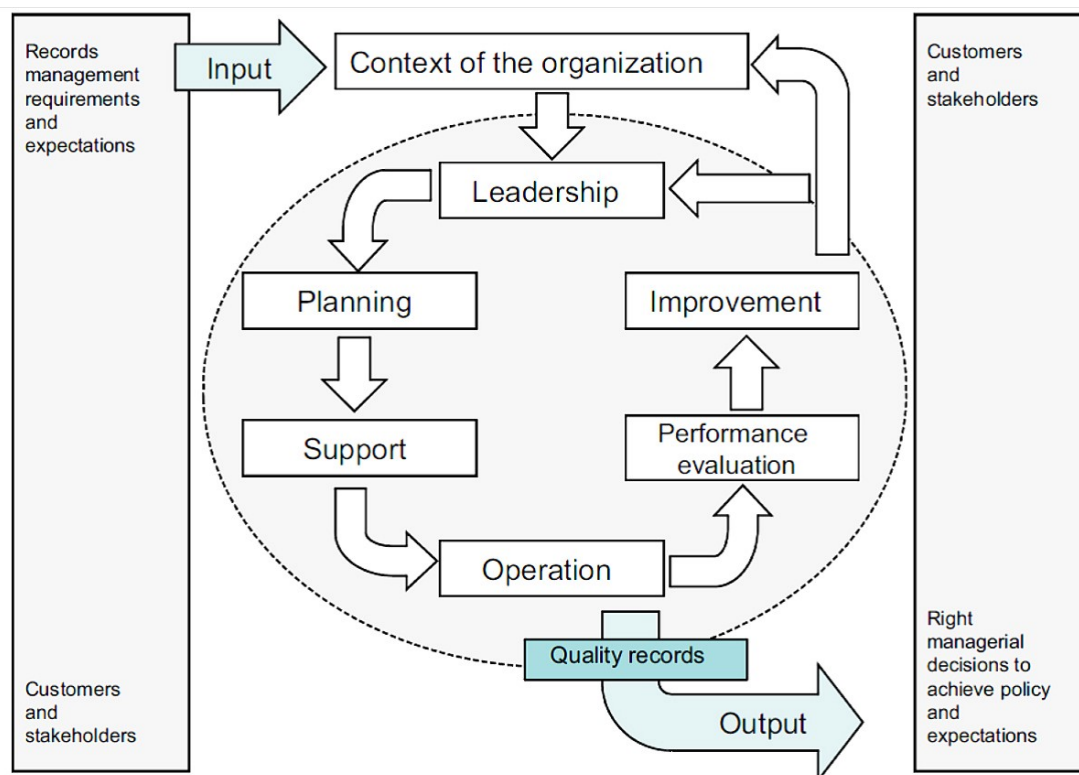 Records
management
requirements
and
expectations
Customers
and
stakeholders
Input
Context of the organization
Leadership
Planning
Improvement
Support
Performance
evaluation
Operation
Quality records
Output
Customers
and
stakeholders
Right
managerial
decisions to
achieve policy
and
expectations